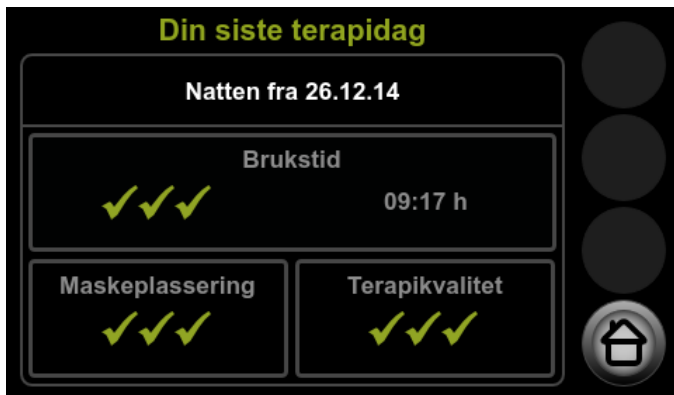 Din siste terapidag
Natten fra 26.12.14
Brukstid
09:17 h
Maskeplassering
Terapikvalitet